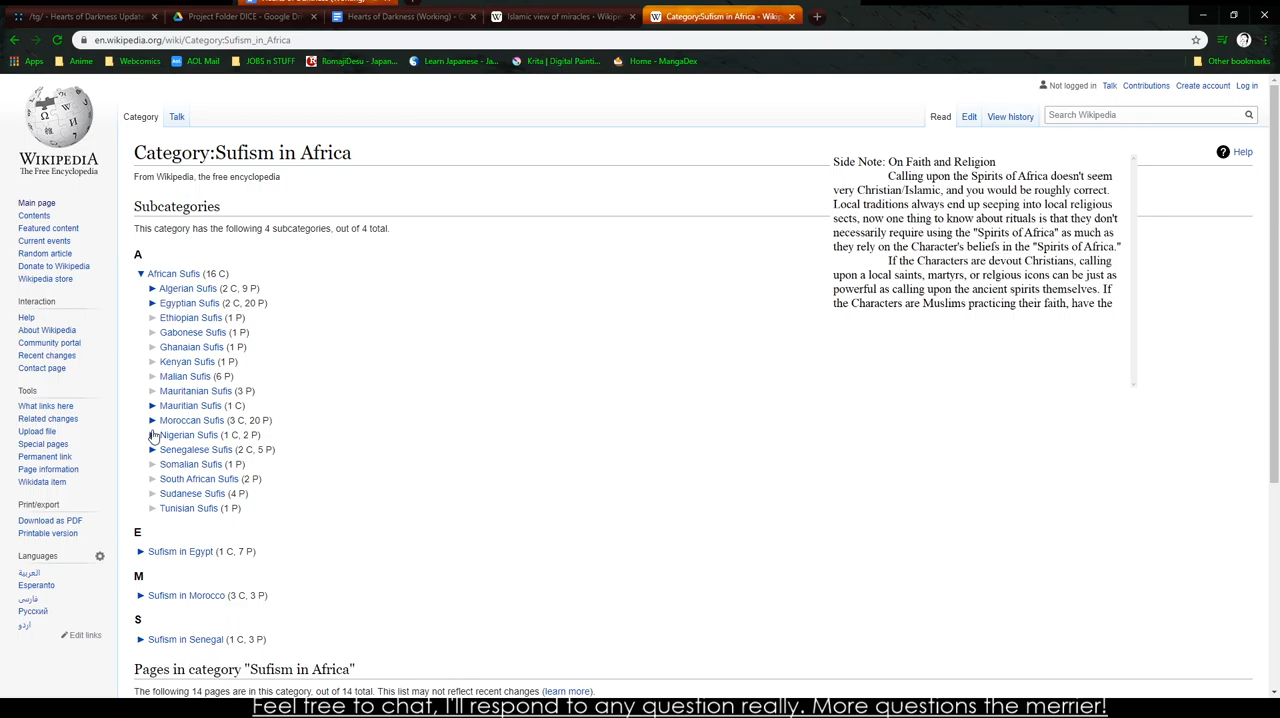 /tg/ - Hearts of Darkness Updates
Project Folder DICE - Google Dri
Hearts of Darkness (Working) - G
Islamic view of miracles - Wikipe
Category:Sufism in Africa - Wiki
en.wikipedia.org/wiki/Category:Sufism_in_Africa
Apps
Anime
Webcomics
AOL Mail
JOBS n STUFF
RomajiDesu - Japan...
Learn Japanese - Ja...
Krita | Digital Painti...
Home - MangaDex
Other bookmarks
Not logged in Talk Contributions Create account Log in
Category Talk
Read Edit View history
Search Wikipedia
WIKIPEDIA
The Free Encyclopedia
Main page
Contents
Featured content
Current events
Random article
Donate to Wikipedia
Wikipedia store
Interaction
Help
About Wikipedia
Community portal
Recent changes
Contact page
Tools
What links here
Related changes
Upload file
Special pages
Permanent link
Page information
Wikidata item
Print/export
Download as PDF
Printable version
Languages
العربية
Esperanto
فارسی
Русский
اردو
Edit links
Category:Sufism in Africa
Help
From Wikipedia, the free encyclopedia
Subcategories
This category has the following 4 subcategories, out of 4 total.
A
African Sufis (16 C)
Algerian Sufis (2 C, 9 P)
Egyptian Sufis (2 C, 20 P)
Ethiopian Sufis (1 P)
Gabonese Sufis (1 P)
Ghanaian Sufis (1 P)
Kenyan Sufis (1 P)
Malian Sufis (6 P)
Mauritanian Sufis (3 P)
Mauritian Sufis (1 C)
Moroccan Sufis (3 C, 20 P)
Nigerian Sufis (1 C, 2 P)
Senegalese Sufis (2 C, 5 P)
Somalian Sufis (1 P)
South African Sufis (2 P)
Sudanese Sufis (4 P)
Tunisian Sufis (1 P)
E
Sufism in Egypt (1 C, 7 P)
M
Sufism in Morocco (3 C, 3 P)
S
Sufism in Senegal (1 C, 3 P)
Pages in category "Sufism in Africa"
The following 14 pages are in this category, out of 14 total. This list may not reflect recent changes (learn more).
Side Note: On Faith and Religion
Calling upon the Spirits of Africa doesn't seem
very Christian/Islamic, and you would be roughly correct.
Local traditions always end up seeping into local religious
sects, now one thing to know about rituals is that they don't
necessarily require using the "Spirits of Africa" as much as
they rely on the Character's beliefs in the "Spirits of Africa."
If the Characters are devout Christians, calling
upon a local saints, martyrs, or relgious icons can be just as
powerful as calling upon the ancient spirits themselves. If
the Characters are Muslims practicing their faith, have the
Feel free to chat, I'll respond to any question really. More questions the merrier!